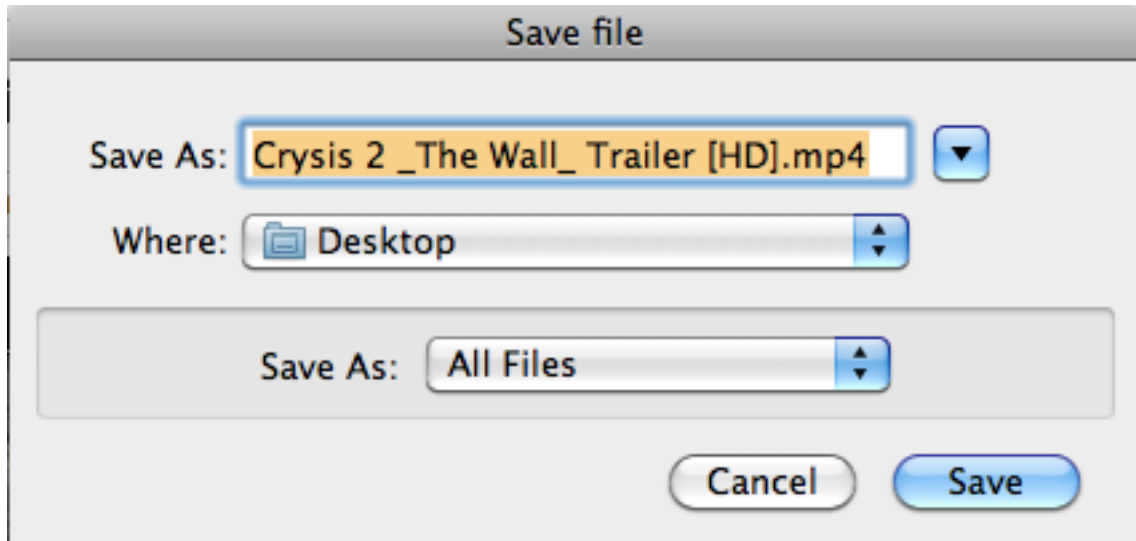 Save file
Save As: Crysis 2 _The Wall_ Trailer [HD].mp4
Where: Desktop
Save As: All Files
Cancel Save